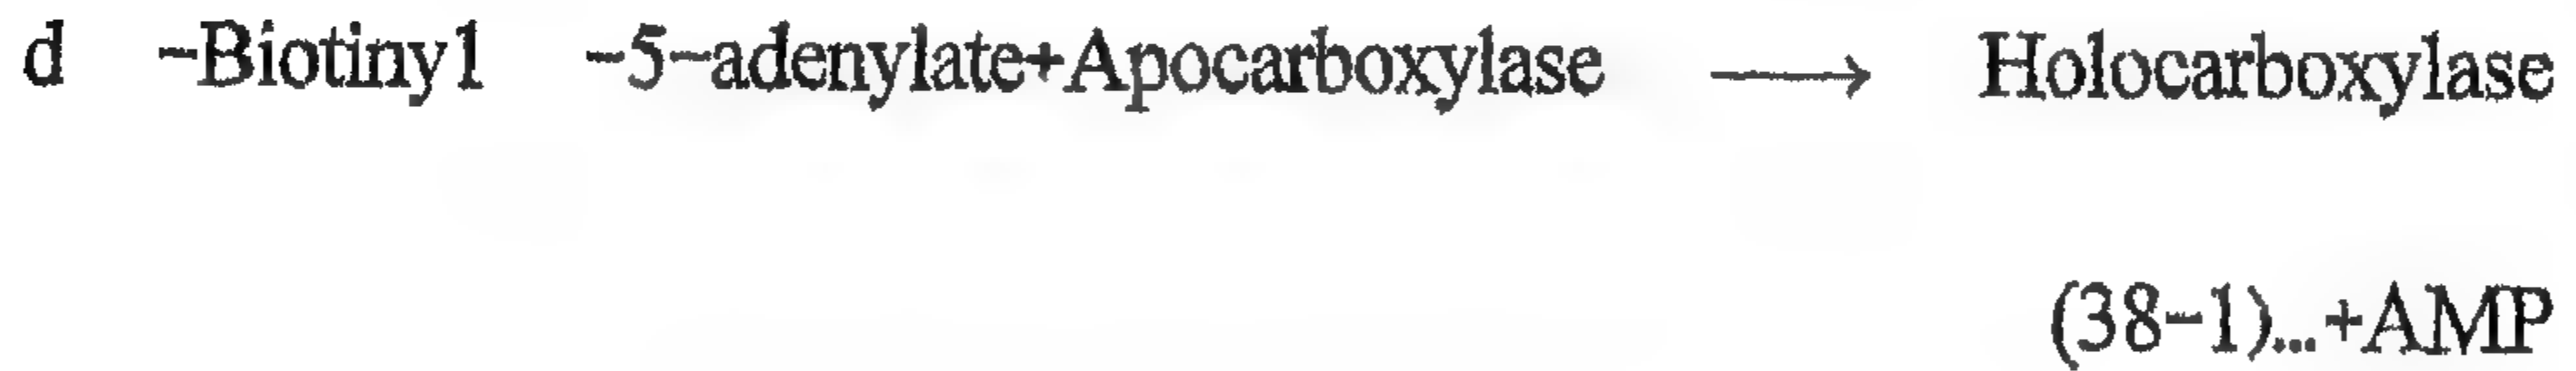 d -Biotiny1 -5-adenylate+Apocarboxylase ⟶ Holocarboxylase
(38-1)...+AMP